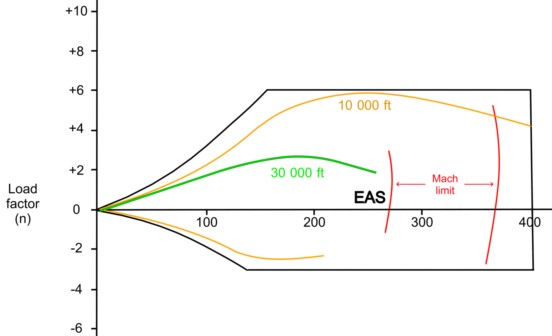 +10
+8
+6
10 000 ft
+4
+2
30 000 ft
Mach
limit
EAS
Load
factor
(n)
0
100
200
300
400
-2
-4
-6